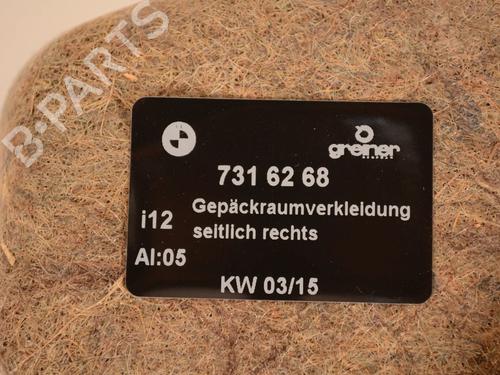 B-PARTS
greiner
731 62 68
i12 Gepäckraumverkleidung
seitlich rechts
AI:05
KW 03/15